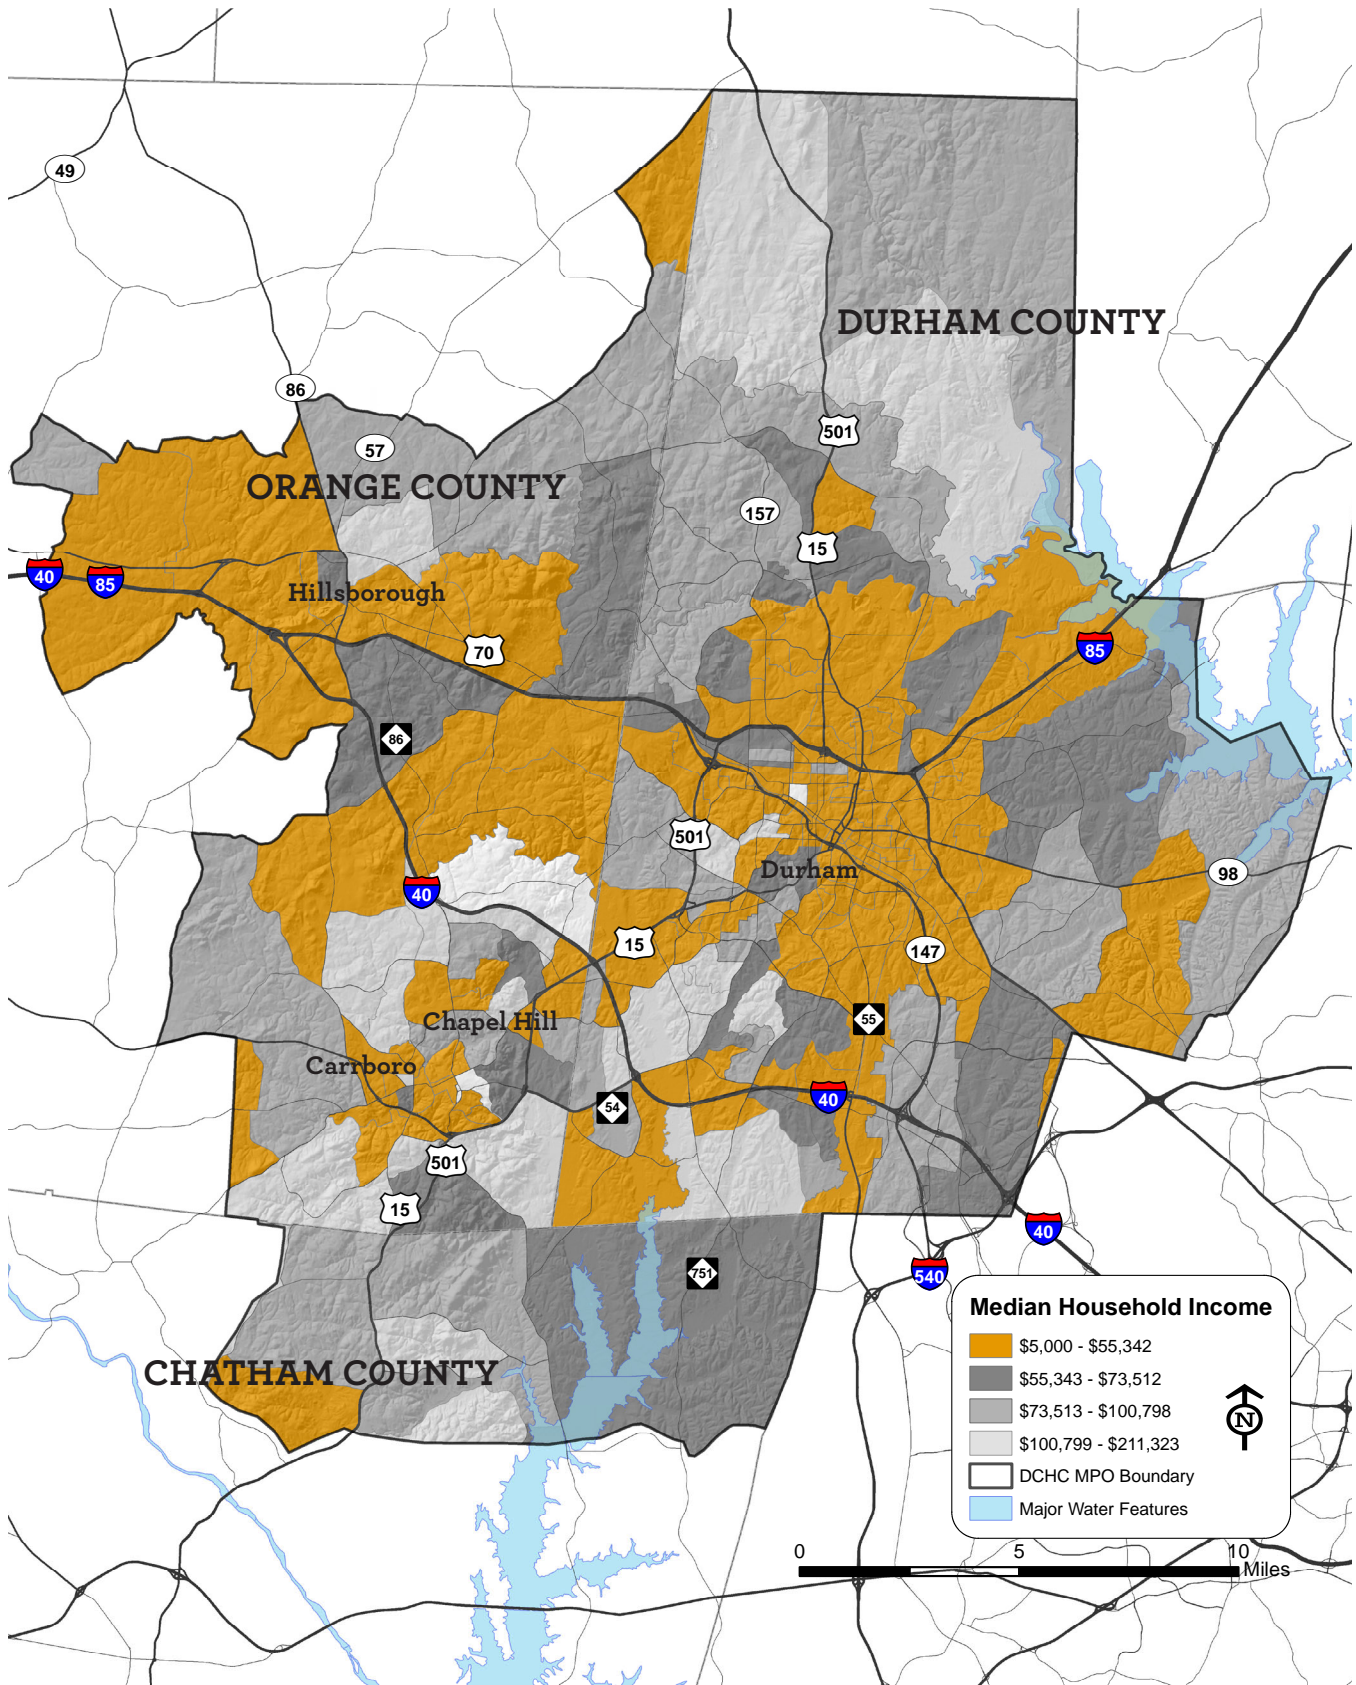 49
DURHAM COUNTY
86
501
57
ORANGE COUNTY
157
15
40
85
Hillsborough
85
70
86
501
Durham
98
40
15
147
Chapel Hill
55
Carrboro
40
54
501
15
40
751
540
CHATHAM COUNTY
Median Household Income
$5,000 - $55,342
$55,343 - $73,512
$73,513 - $100,798
$100,799 - $211,323
DCHC MPO Boundary
Major Water Features
N
0 5 10
Miles